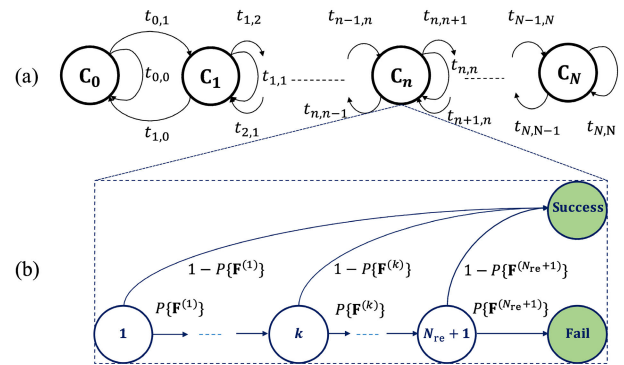 t_{0,1} t_{1,2} t_{n−1,n} t_{n,n+1} t_{N−1,N}
(a) C_0 t_{0,0} C_1 t_{1,1} C_n t_{n,n} C_N
t_{1,0} t_{2,1} t_{n,n−1} t_{n+1,n} t_{N,N−1} t_{N,N}
Success
(b) 1 − P{F^{(1)}} 1 − P{F^{(k)}} 1 − P{F^{(N_re+1)}}
P{F^{(1)}} P{F^{(k)}} P{F^{(N_re+1)}}
1 k N_re + 1 Fail